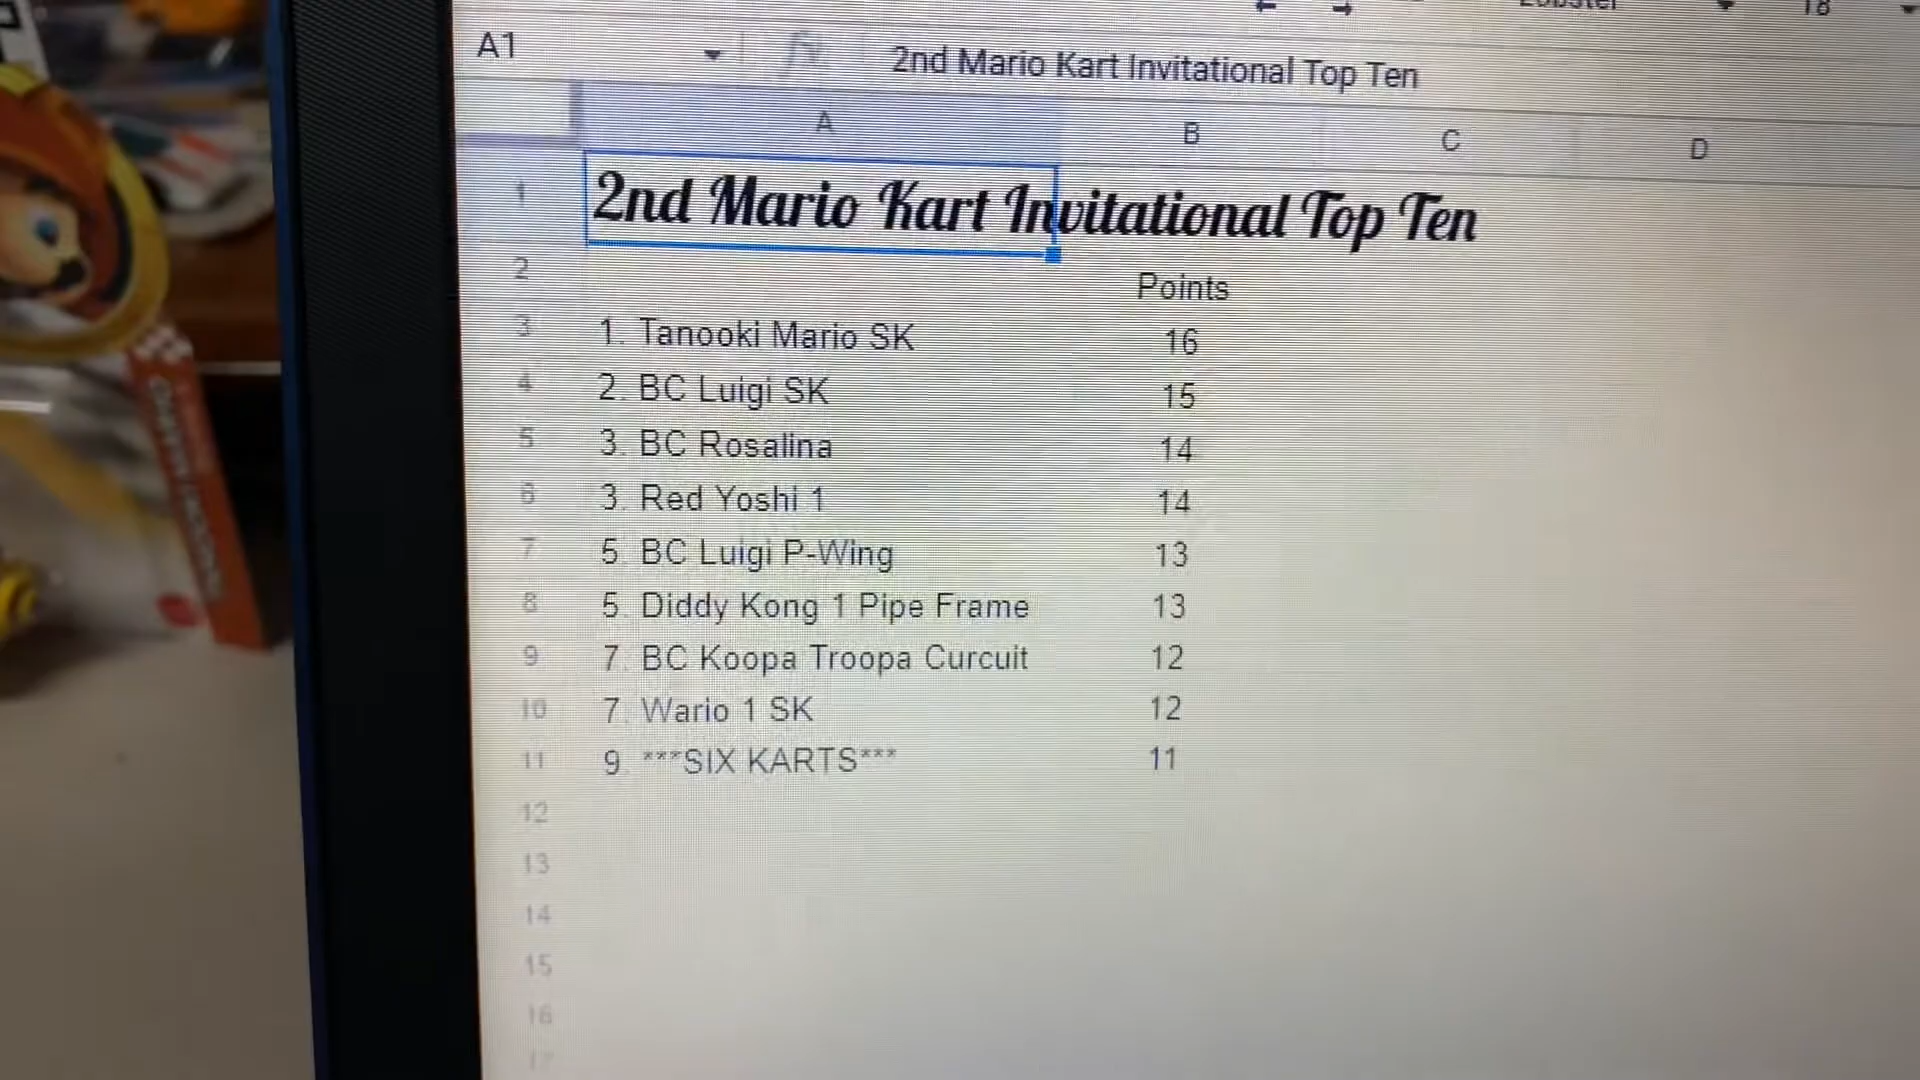 A1
2nd Mario Kart Invitational Top Ten
A B C D
1 2nd Mario Kart Invitational Top Ten
2 Points
3 1. Tanooki Mario SK 16
4 2. BC Luigi SK 15
5 3. BC Rosalina 14
6 3. Red Yoshi 1 14
7 5. BC Luigi P-Wing 13
8 5. Diddy Kong 1 Pipe Frame 13
9 7. BC Koopa Troopa Curcuit 12
10 7. Wario 1 SK 12
11 9. ***SIX KARTS*** 11
12
13
14
15
16
17